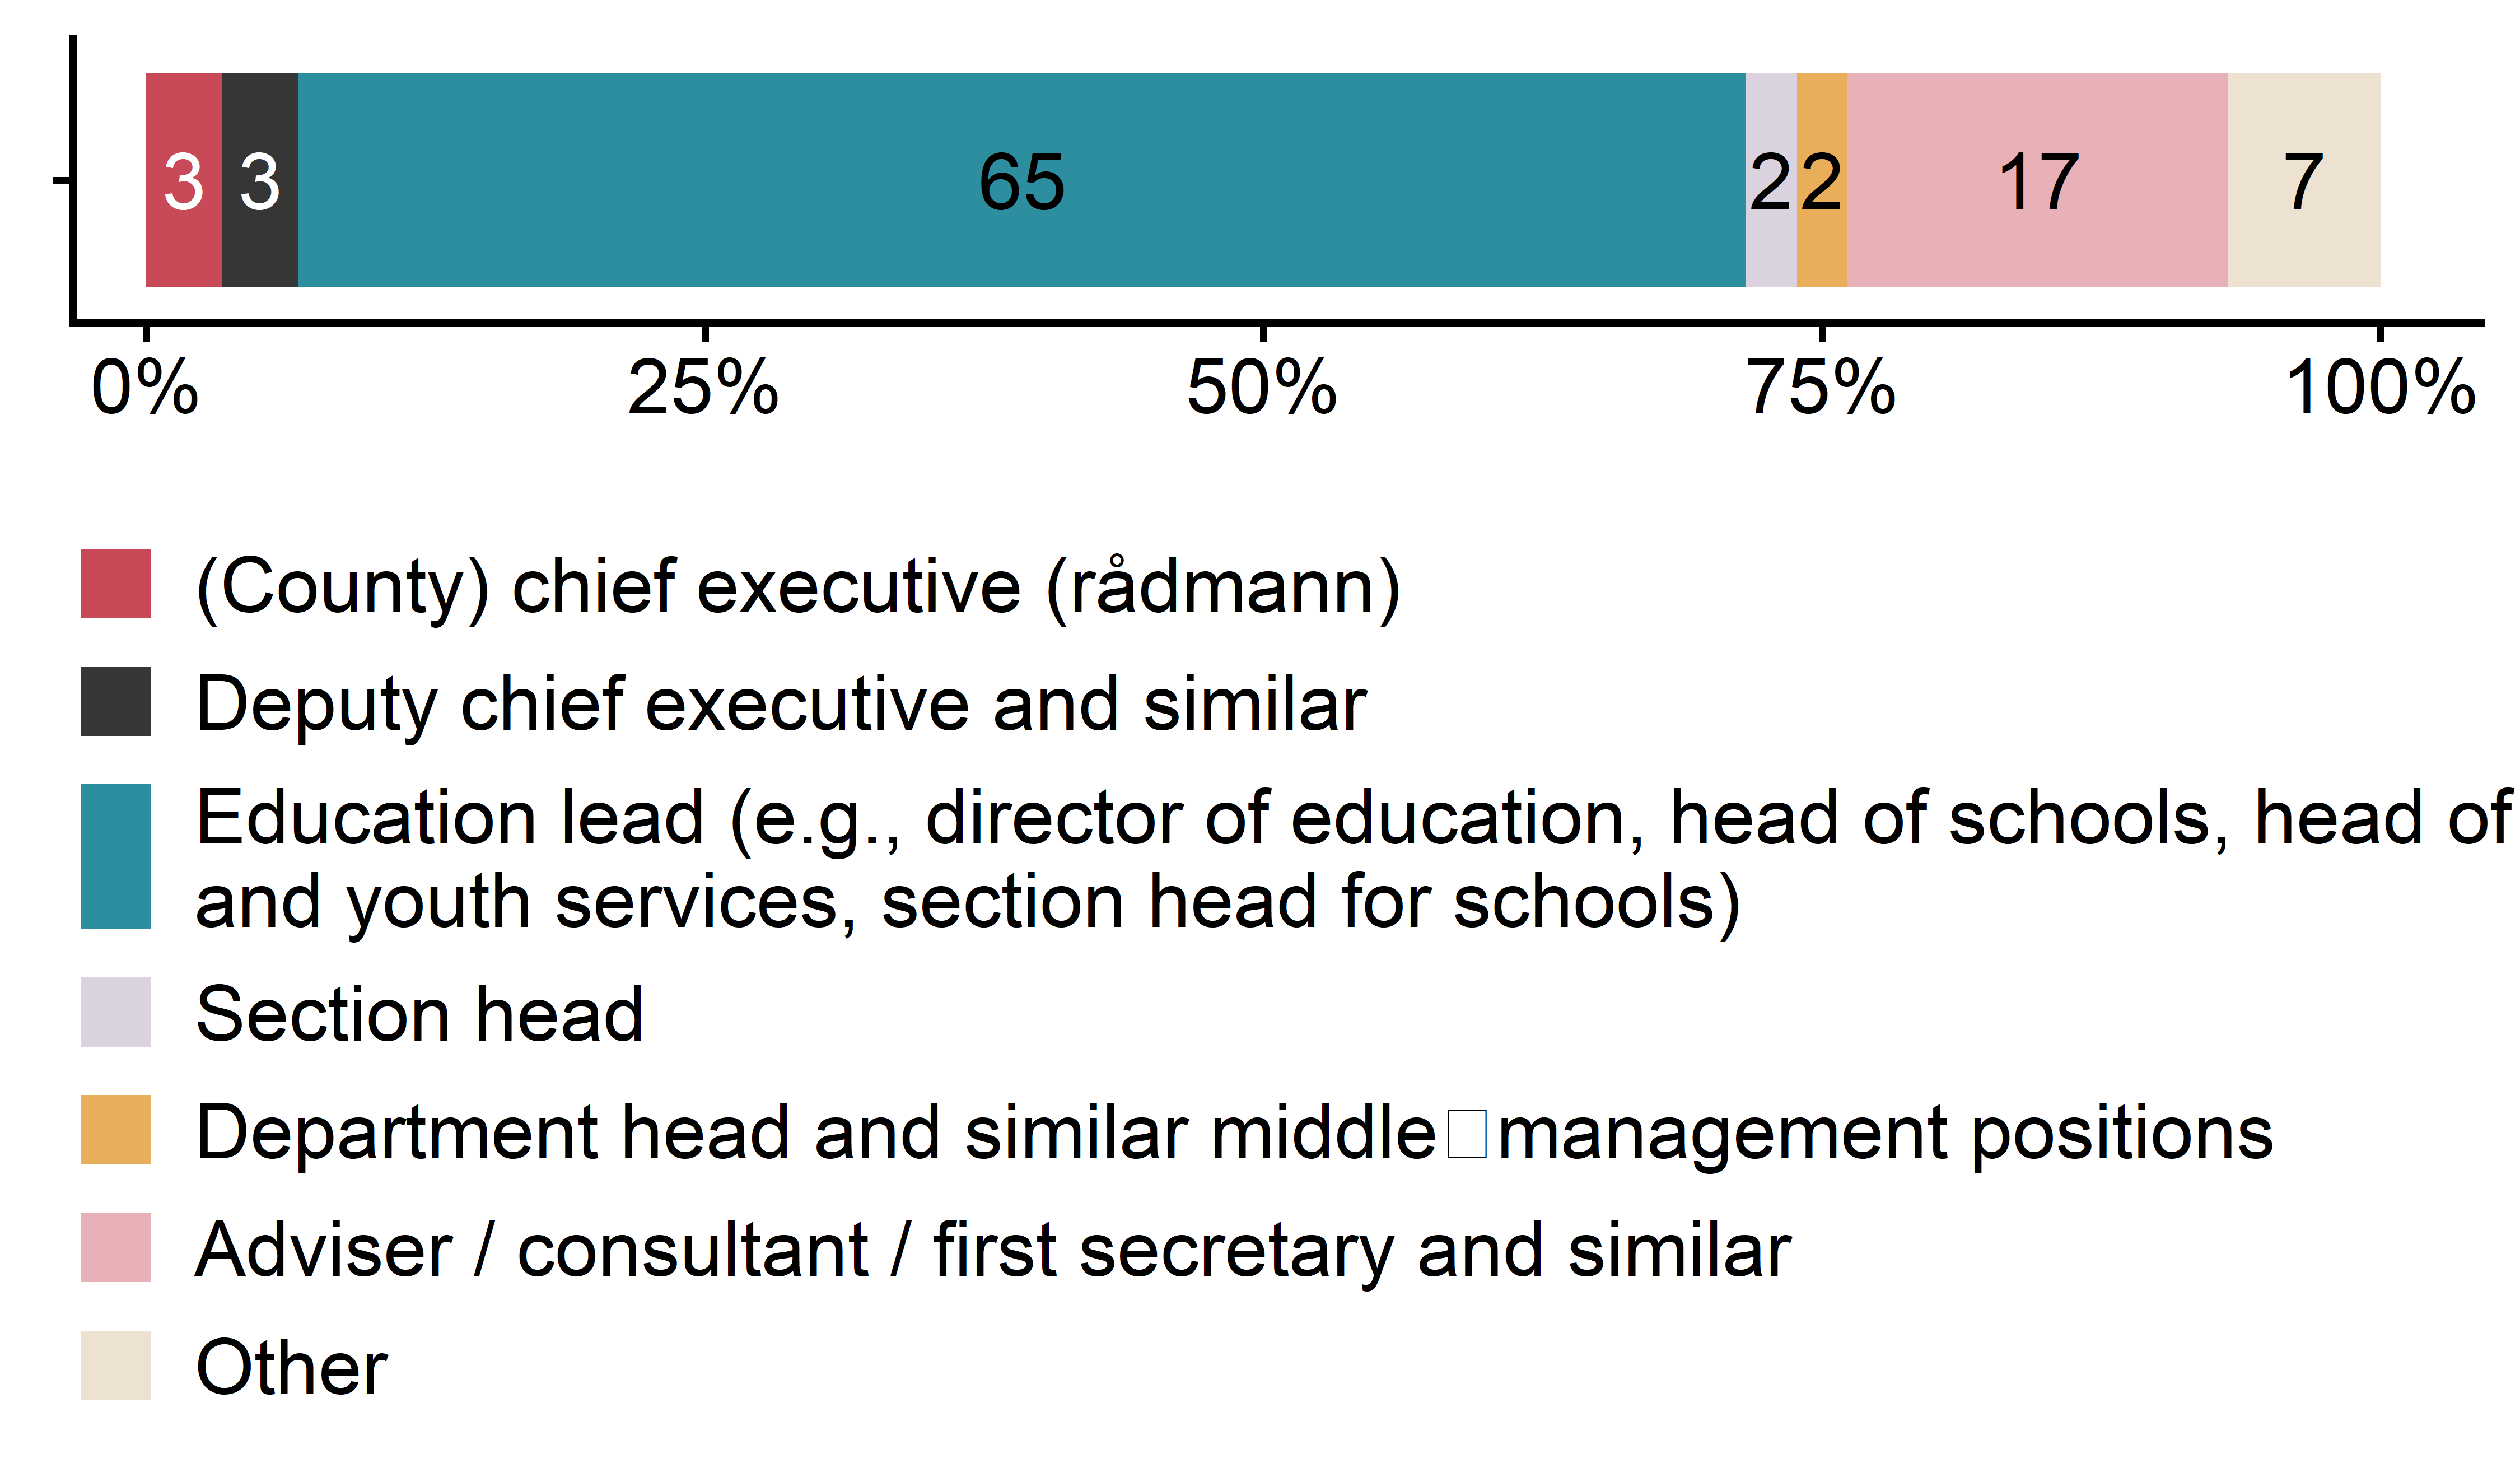 3 3 65 2 2 17 7
0% 25% 50% 75% 100%
(County) chief executive (rådmann)
Deputy chief executive and similar
Education lead (e.g., director of education, head of schools, head of
and youth services, section head for schools)
Section head
Department head and similar middle□management positions
Adviser / consultant / first secretary and similar
Other